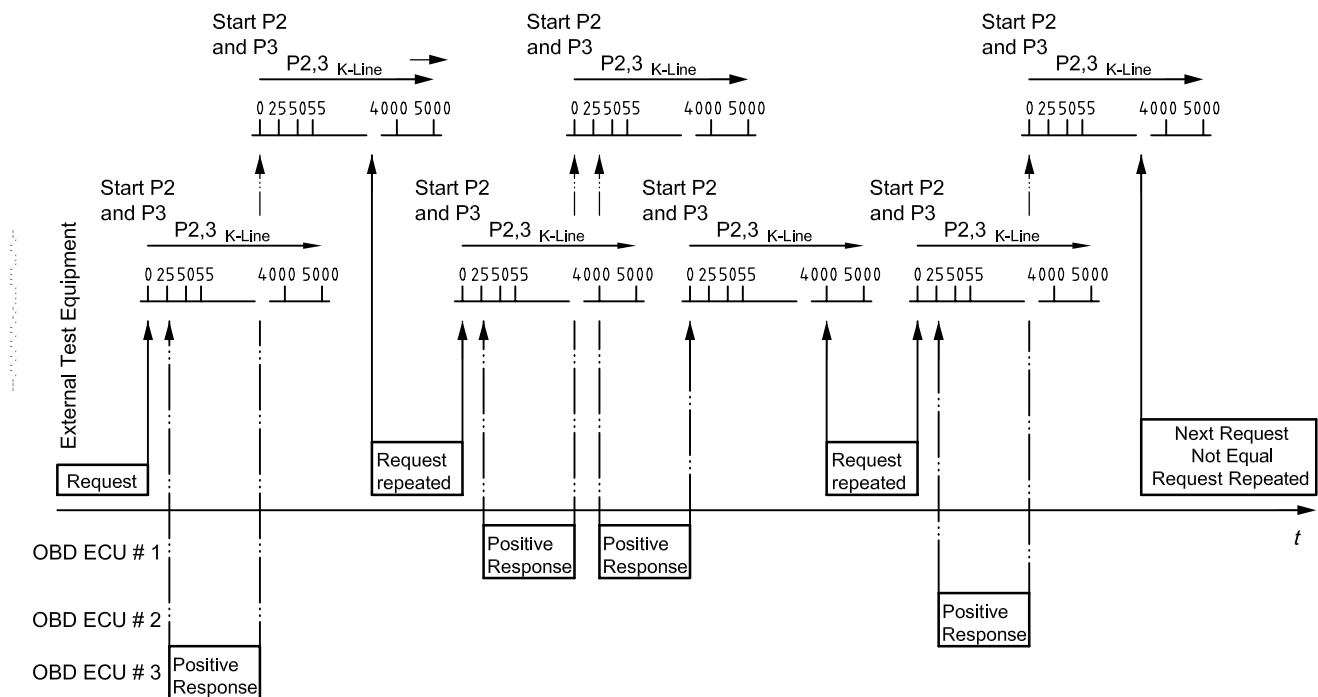 Start P2
and P3
P2,3 K-Line
0 25 50 55 4000 5000
Start P2
and P3
P2,3 K-Line
0 25 50 55 4000 5000
Start P2
and P3
P2,3 K-Line
0 25 50 55 4000 5000
Start P2
and P3
P2,3 K-Line
0 25 50 55 4000 5000
Start P2
and P3
P2,3 K-Line
0 25 50 55 4000 5000
Start P2
and P3
P2,3 K-Line
0 25 50 55 4000 5000
Start P2
and P3
P2,3 K-Line
0 25 50 55 4000 5000
External Test Equipment
Request
Request
repeated
Request
repeated
Next Request
Not Equal
Request Repeated
t
OBD ECU # 1
Positive
Response
Positive
Response
OBD ECU # 2
Positive
Response
OBD ECU # 3
Positive
Response